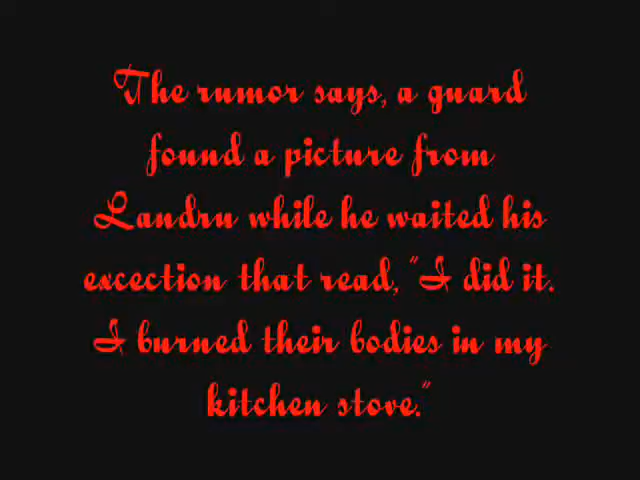 The rumor says, a guard
found a picture from
Landru while he waited his
excection that read, "I did it.
I burned their bodies in my
kitchen stove."